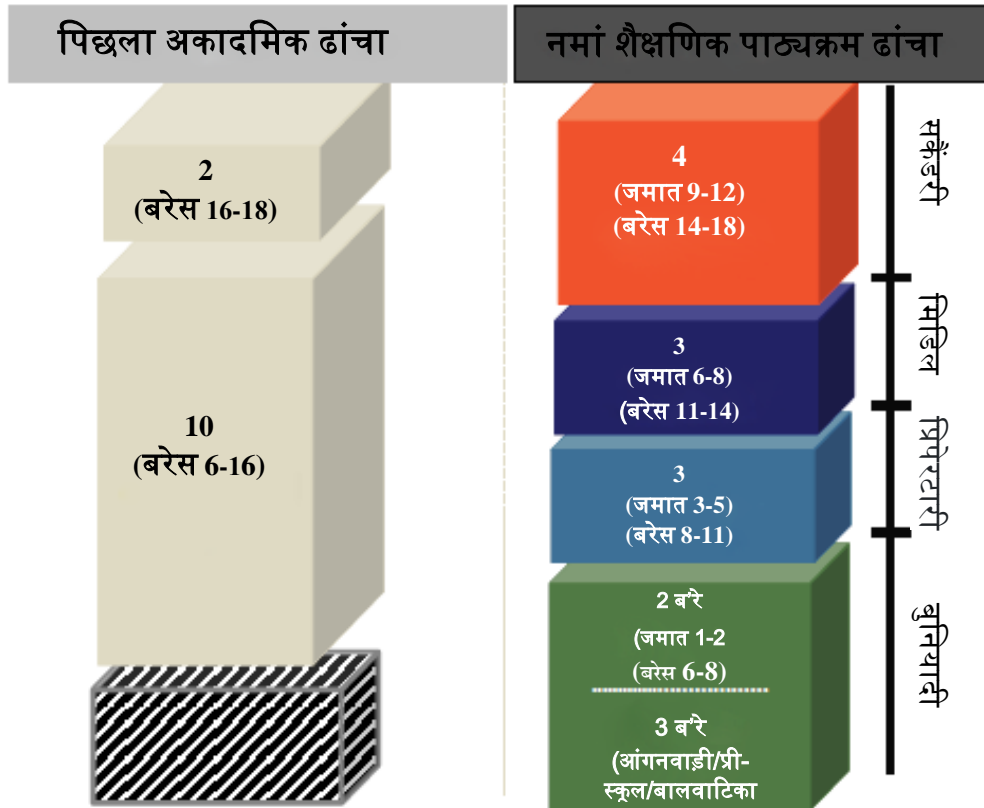 पिछला अकादमिक ढांचा
नमां शैक्षणिक पाठ्यक्रम ढांचा
2
(बरेस 16-18)
10
(बरेस 6-16)
4
(जमात 9-12)
(बरेस 14-18)
3
(जमात 6-8)
(बरेस 11-14)
3
(जमात 3-5)
(बरेस 8-11)
2 ब'रे
(जमात 1-2
(बरेस 6-8)
3 ब'रे
(आंगनवाड़ी/प्री-
स्कूल/बालवाटिका
सकेंडरी
मिडिल
प्रिपेरटारी
बुनियादी